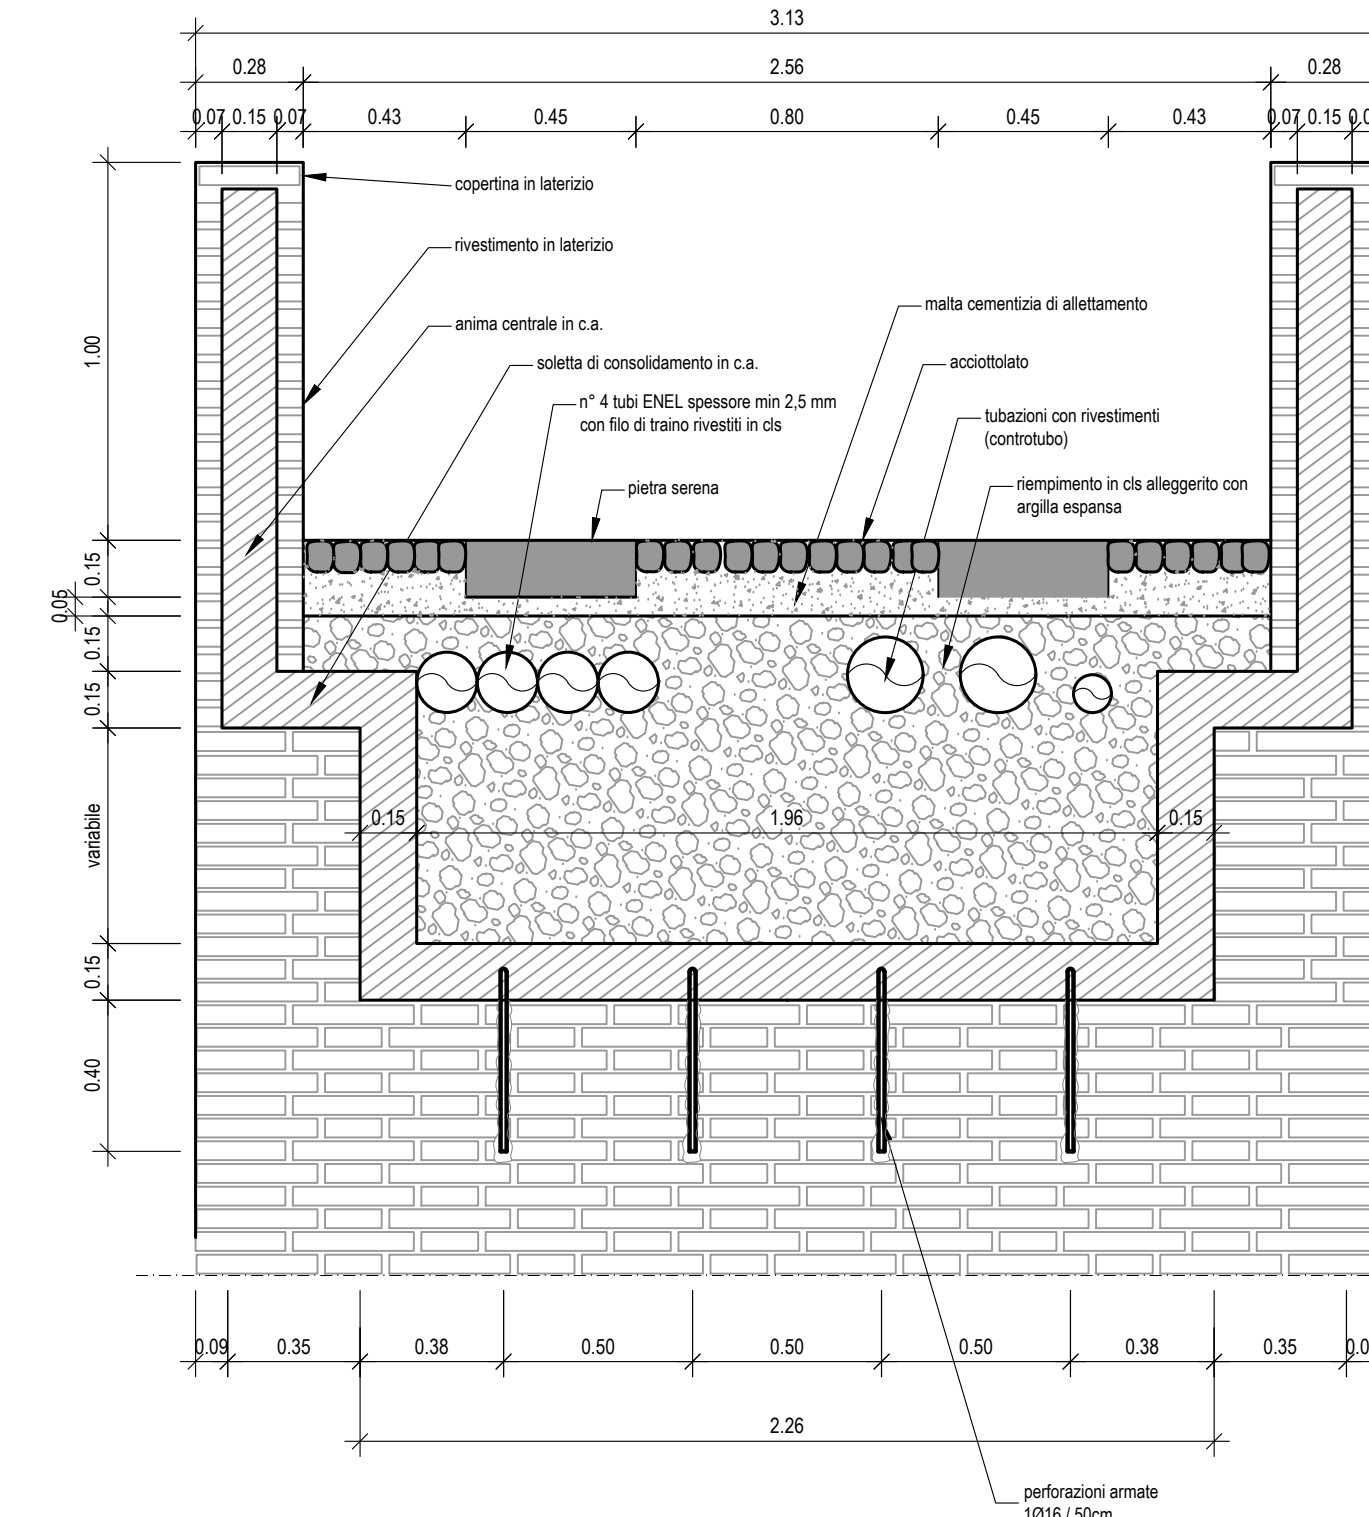 3.13
0.28
2.56
0.28
0.07 0.15 0.07
0.43
0.45
0.80
0.45
0.43
0.07 0.15
copertina in laterizio
rivestimento in laterizio
malta cementizia di allettamento
anima centrale in c.a.
1.00
soletta di consolidamento in c.a.
acciottolato
n° 4 tubi ENEL spessore min 2,5 mm
con filo di traino rivestiti in cls
tubazioni con rivestimenti
(controtubo)
pietra serena
riempimento in cls alleggerito con
argilla espansa
0.15
0.05
0.15
0.15
variabile
0.15
1.96
0.15
0.15
0.40
0.09
0.35
0.38
0.50
0.50
0.50
0.38
0.35
2.26
perforazioni armate
1Ø16 / 50cm